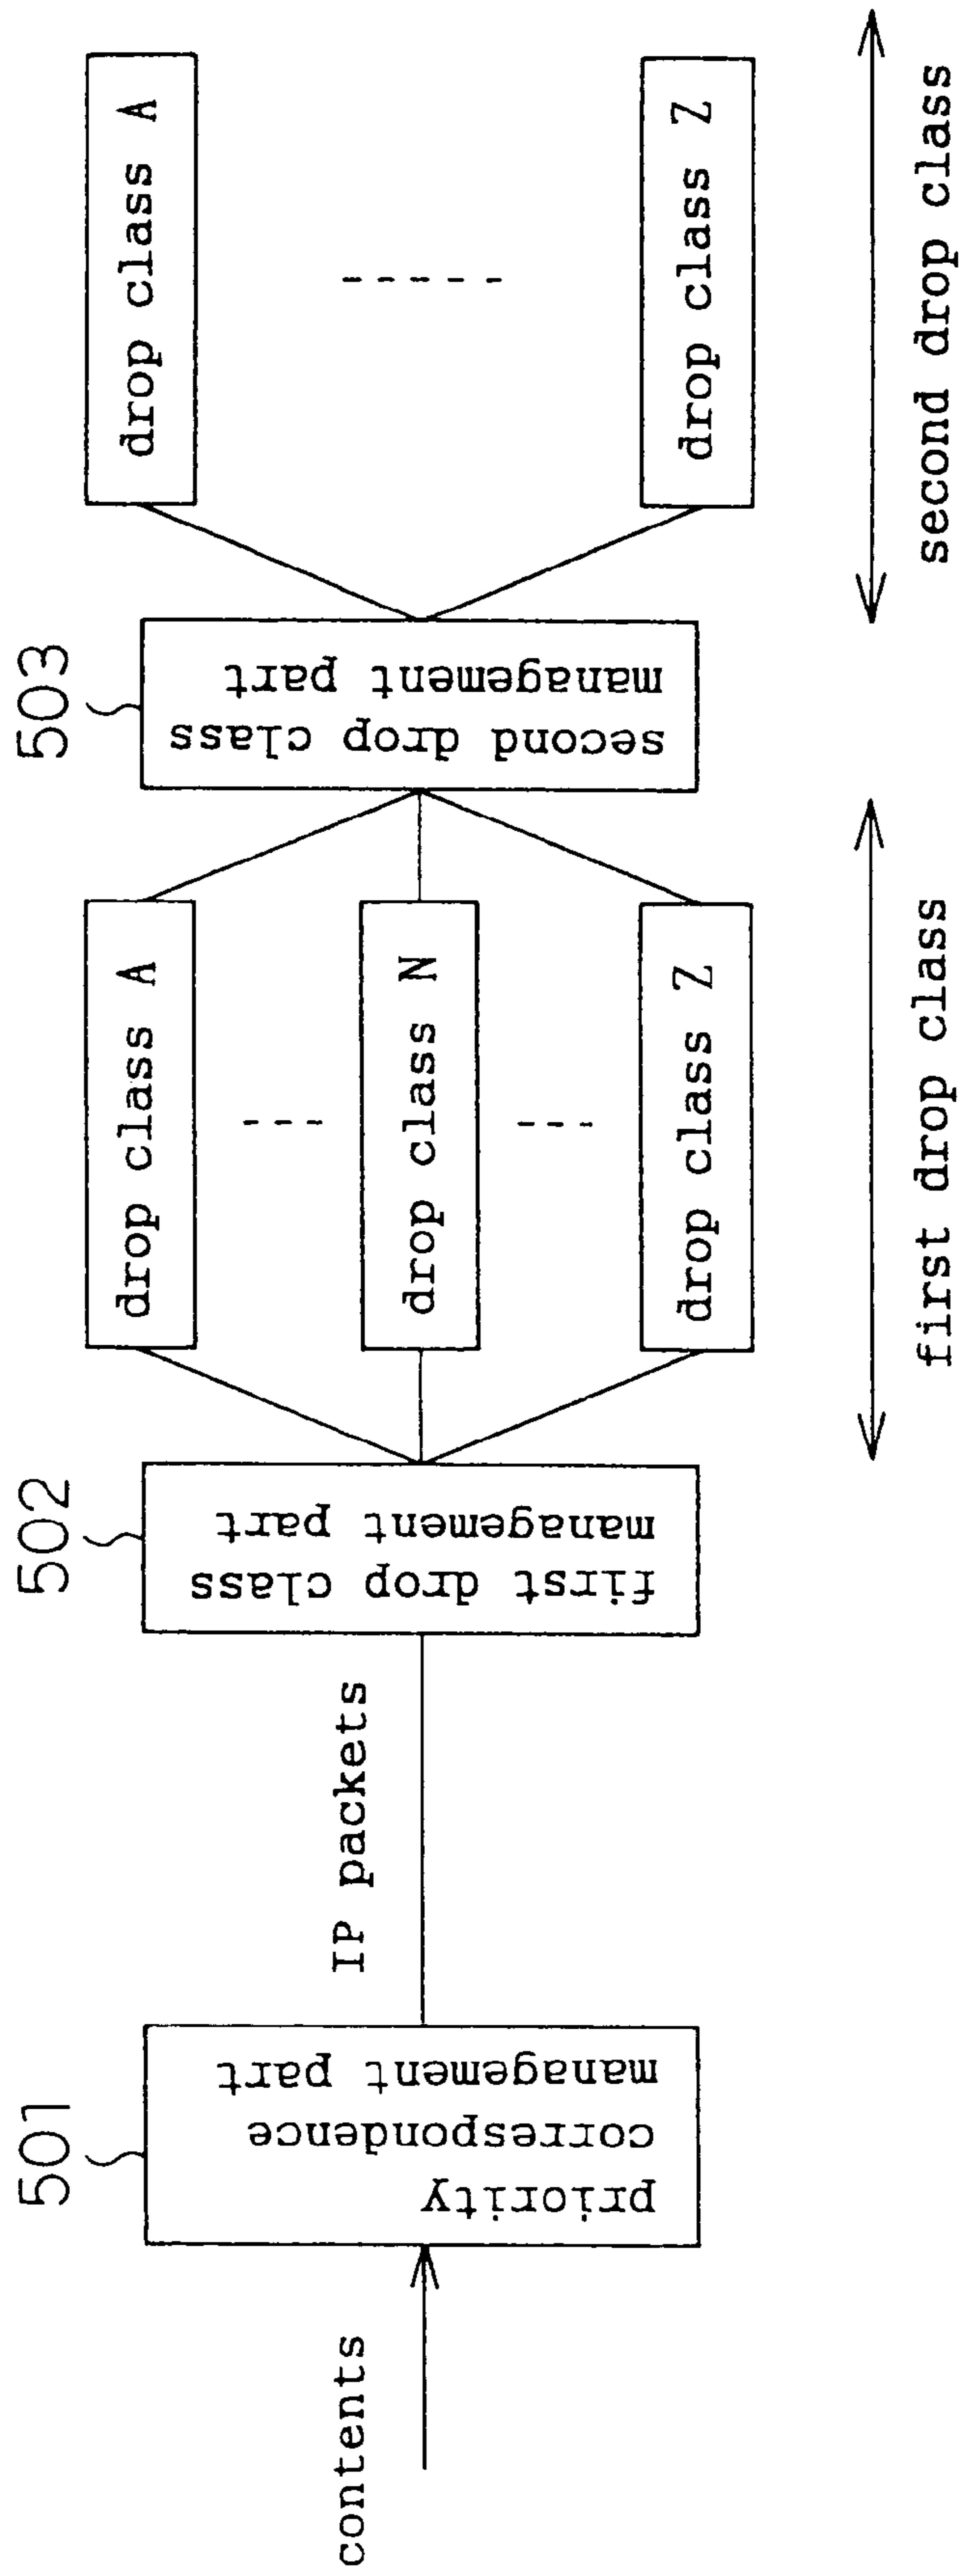 contents
501
priority
correspondence
management part
IP packets
502
first drop class
management part
drop class A
drop class N
drop class Z
first drop class
503
second drop class
management part
drop class A
drop class Z
second drop class